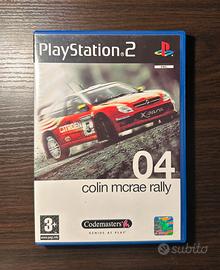 PlayStation 2
CITROËN
Xsara
04
colin mcrae rally
3+
Codemasters
GENIUS AT PLAY
subito